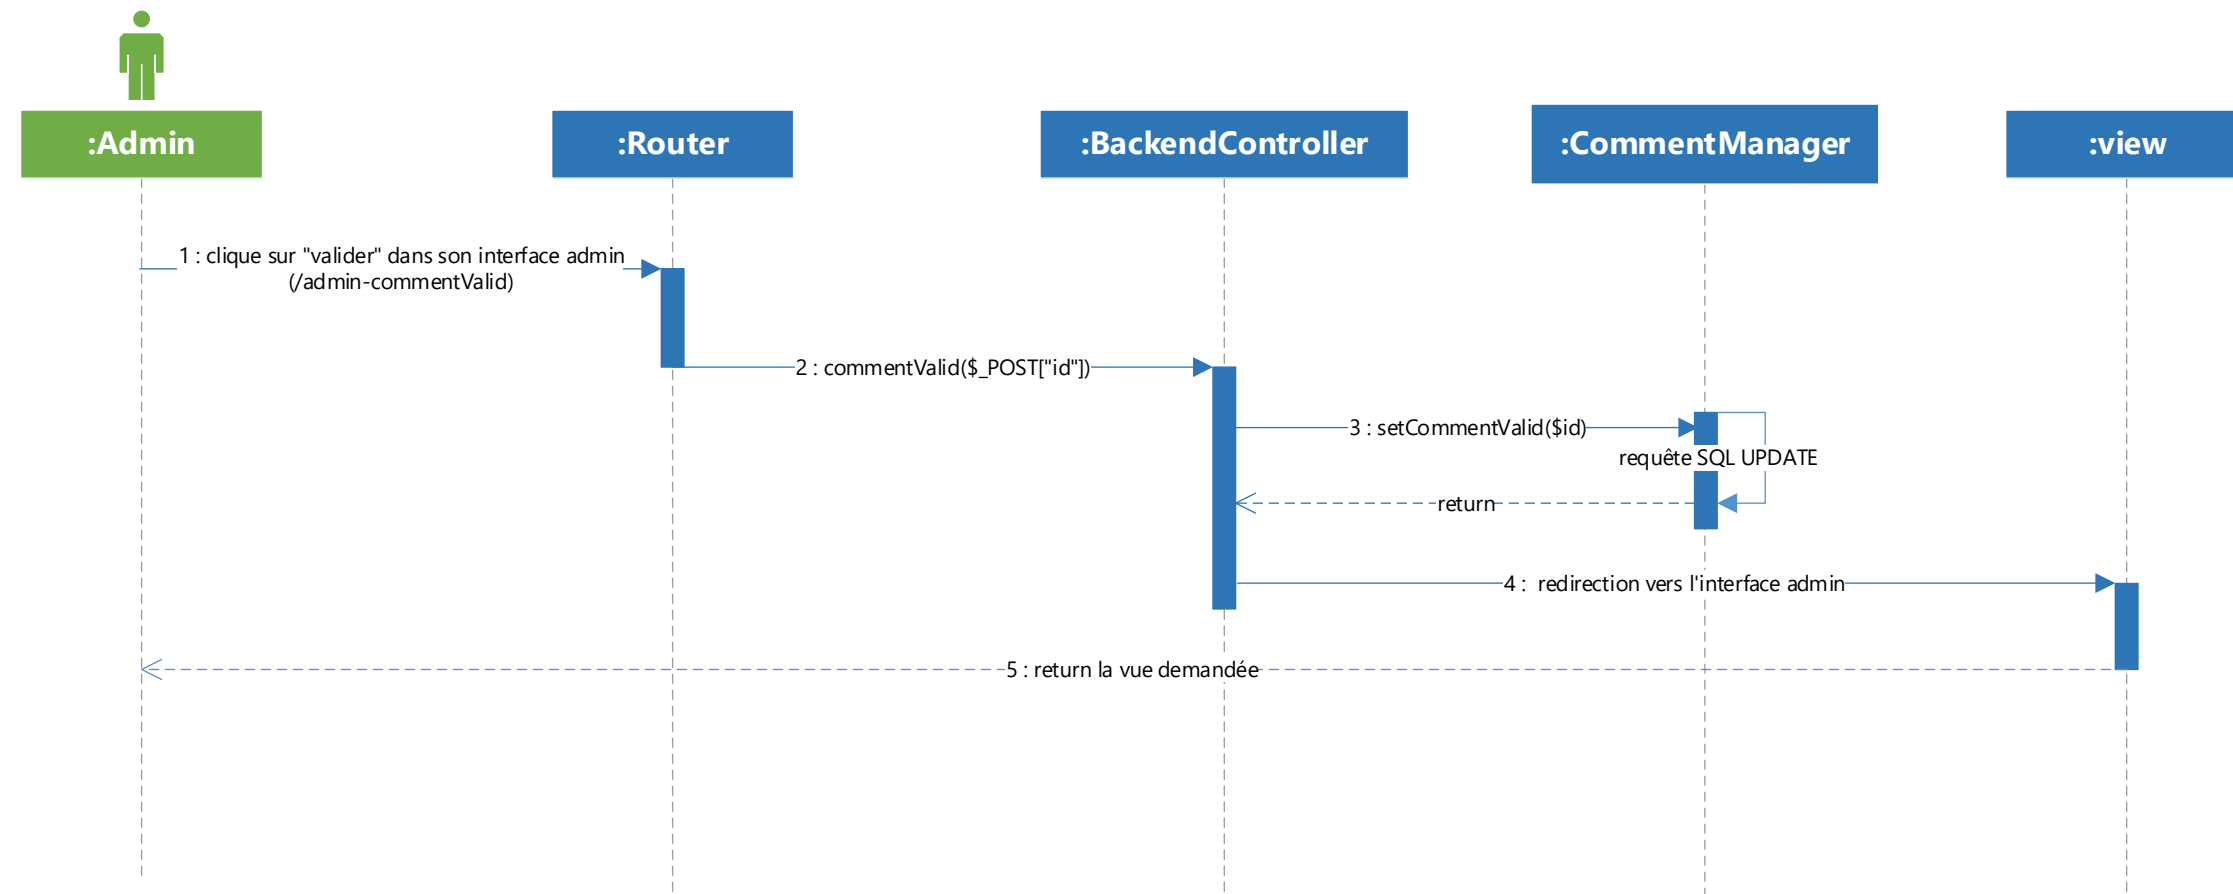 :Admin
:Router
:BackendController
:CommentManager
:view
1 : clique sur "valider" dans son interface admin
(/admin-commentValid)
2 : commentValid($_POST["id"])
3 : setCommentValid($id)
requête SQL UPDATE
return
4 :  redirection vers l'interface admin
5 : return la vue demandée